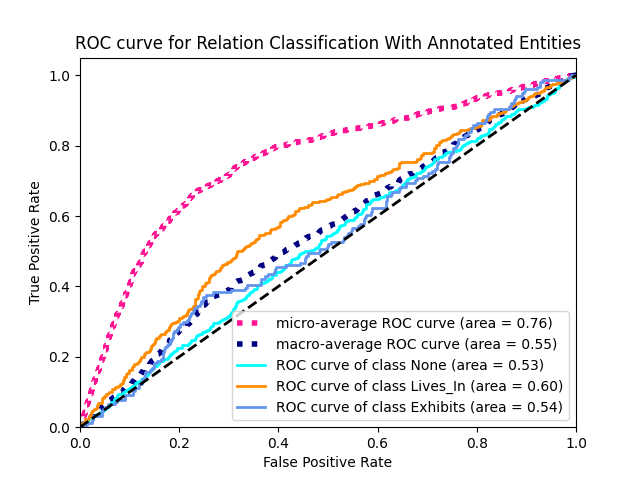 ROC curve for Relation Classification With Annotated Entities
1.0
0.8
0.6
0.4
0.2
0.0
True Positive Rate
micro-average ROC curve (area = 0.76)
macro-average ROC curve (area = 0.55)
ROC curve of class None (area = 0.53)
ROC curve of class Lives_In (area = 0.60)
ROC curve of class Exhibits (area = 0.54)
0.0 0.2 0.4 0.6 0.8 1.0
False Positive Rate